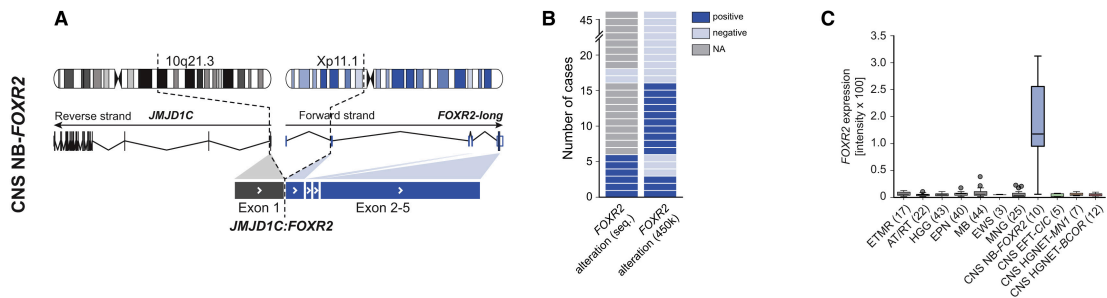 CNS NB-FOXR2
A
10q21.3
Xp11.1
Reverse strand
JMJD1C
Forward strand
FOXR2-long
Exon 1
Exon 2-5
JMJD1C:FOXR2
B
Number of cases
45
20
15
10
5
0
FOXR2
alteration (seq.)
FOXR2
alteration (450k)
positive
negative
NA
C
FOXR2 expression
[intensity x 100]
3.5
3.0
2.5
2.0
1.5
1.0
0.5
0
ETMR (17)
AT/RT (22)
HGG (43)
EPN (40)
MB (44)
EWS (3)
MNG (25)
CNS NB-FOXR2 (10)
CNS EFT-CIC (5)
CNS HGNET-MN1 (7)
CNS HGNET-BCOR (12)